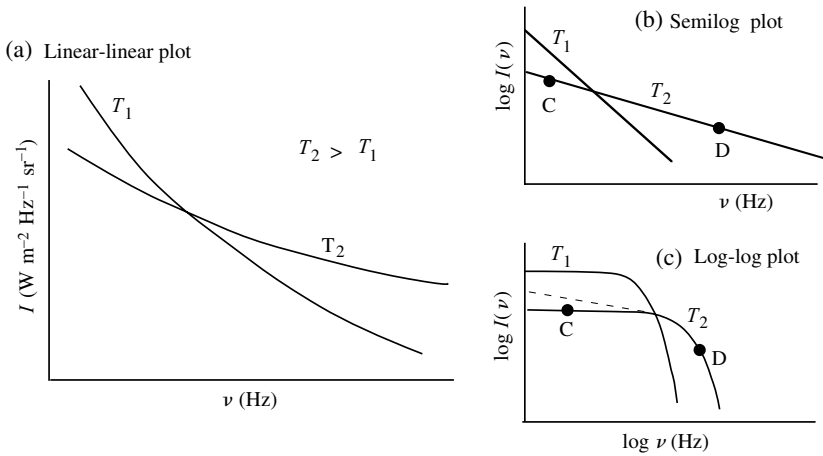 (a) Linear-linear plot
T₁
T₂ > T₁
T₂
I (W m⁻² Hz⁻¹ sr⁻¹)
ν (Hz)
(b) Semilog plot
T₁
T₂
C
D
log I(ν)
ν (Hz)
(c) Log-log plot
T₁
T₂
C
D
log I(ν)
log ν (Hz)